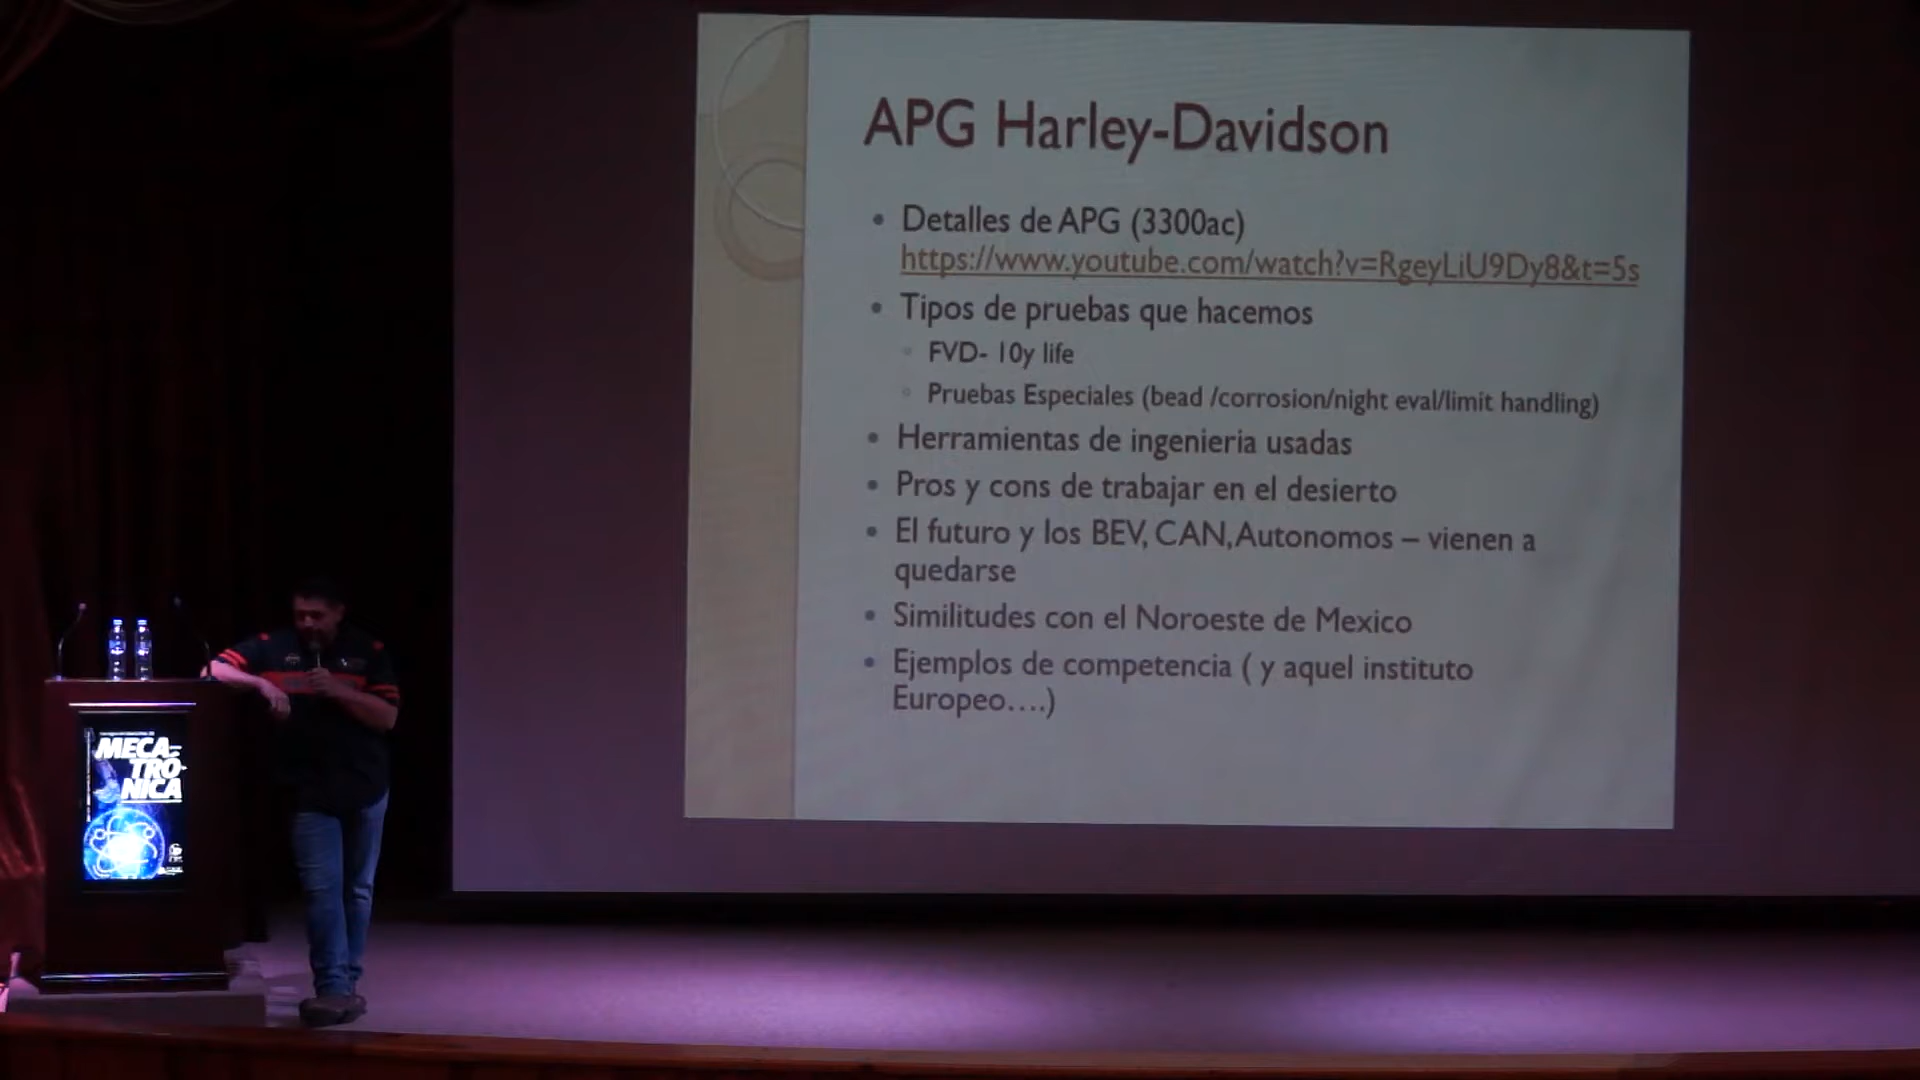 APG Harley-Davidson
• Detalles de APG (3300ac)
https://www.youtube.com/watch?v=RgeyLiU9Dy8&t=5s
• Tipos de pruebas que hacemos
◦ FVD- 10y life
◦ Pruebas Especiales (bead /corrosion/night eval/limit handling)
• Herramientas de ingenieria usadas
• Pros y cons de trabajar en el desierto
• El futuro y los BEV, CAN,Autonomos – vienen a
quedarse
• Similitudes con el Noroeste de Mexico
• Ejemplos de competencia ( y aquel instituto
Europeo....)
MECA-
TRÓ-
NICA